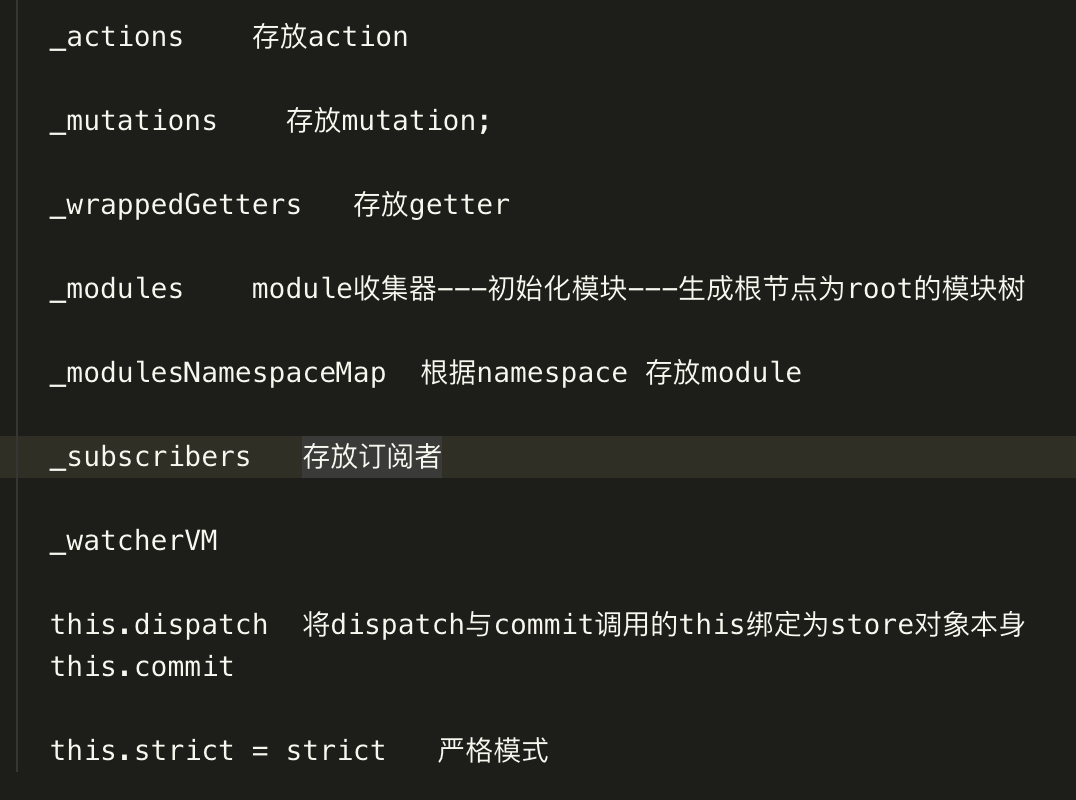 _actions    存放action
_mutations    存放mutation;
_wrappedGetters   存放getter
_modules    module收集器---初始化模块---生成根节点为root的模块树
_modulesNamespaceMap  根据namespace 存放module
_subscribers   存放订阅者
_watcherVM
this.dispatch  将dispatch与commit调用的this绑定为store对象本身
this.commit
this.strict = strict   严格模式